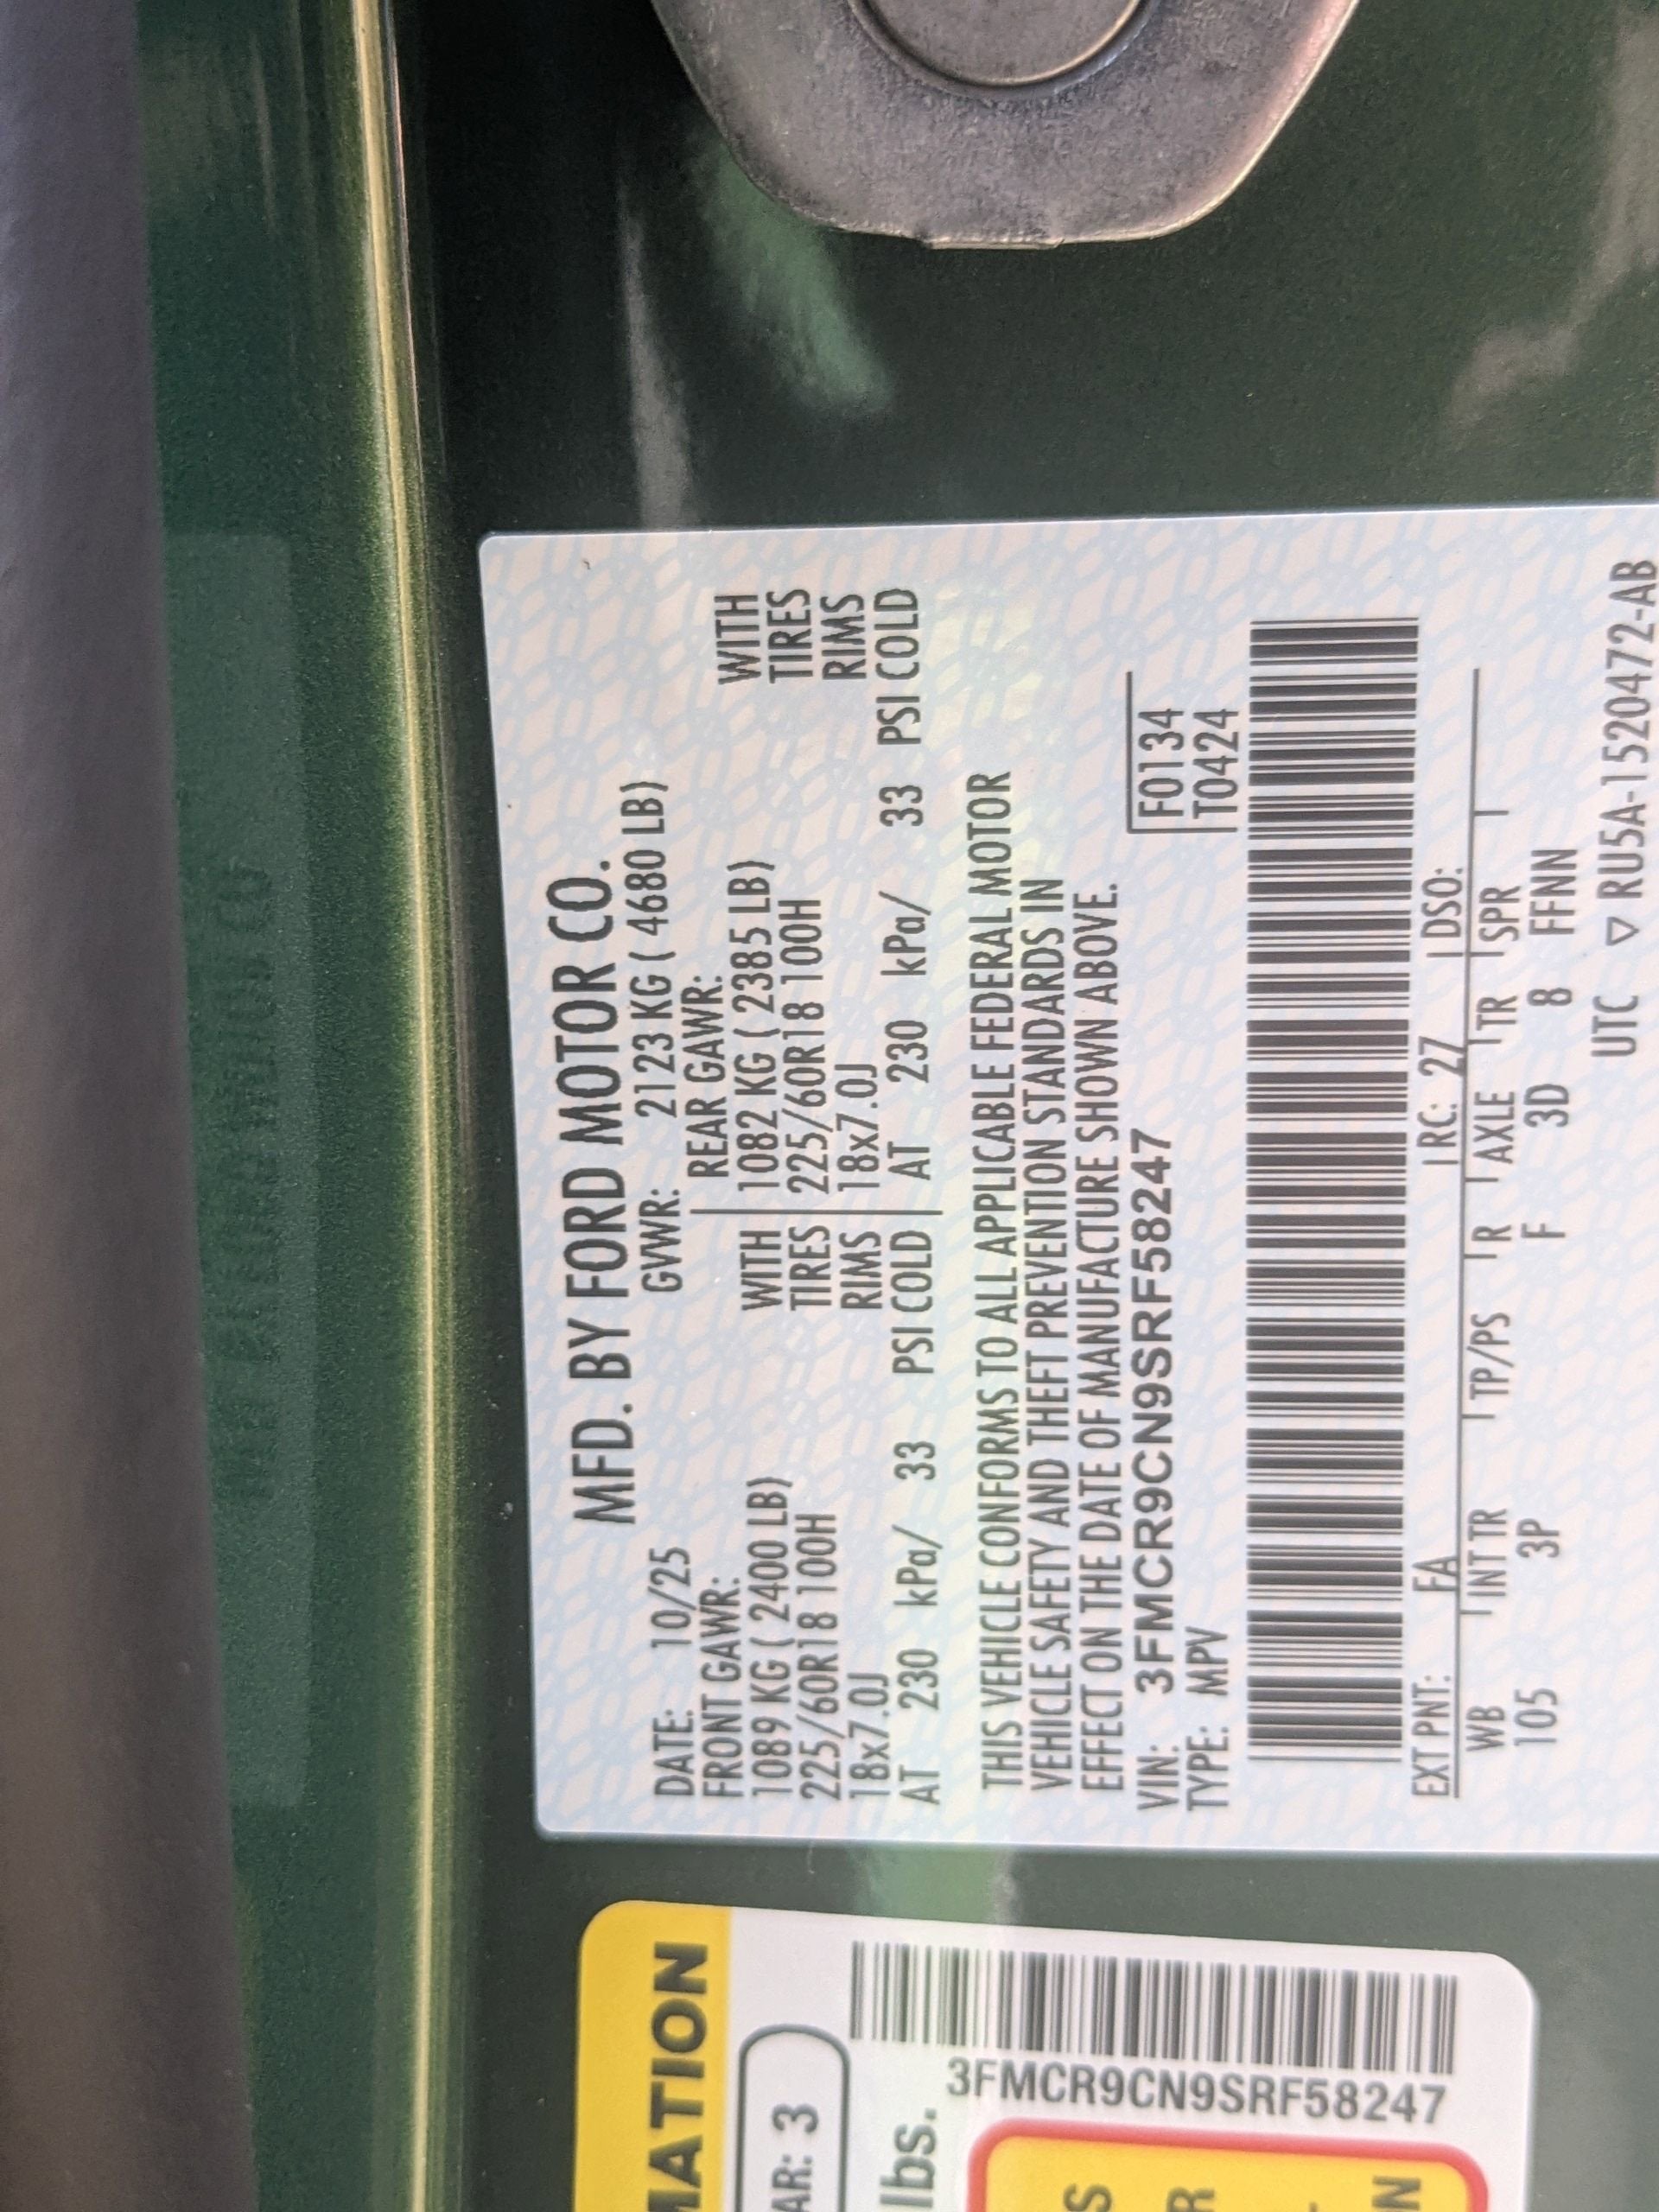 MFD. BY FORD MOTOR CO.
DATE: 10/25 GVWR: 2123 KG ( 4680 LB)
FRONT GAWR: REAR GAWR:
1089 KG ( 2400 LB) WITH 1082 KG ( 2385 LB) WITH
225/60R18 100H TIRES 225/60R18 100H TIRES
18x7.0J RIMS 18x7.0J RIMS
AT 230 kPa/ 33 PSI COLD AT 230 kPa/ 33 PSI COLD
THIS VEHICLE CONFORMS TO ALL APPLICABLE FEDERAL MOTOR
VEHICLE SAFETY AND THEFT PREVENTION STANDARDS IN
EFFECT ON THE DATE OF MANUFACTURE SHOWN ABOVE.
VIN: 3FMCR9CN9SRF58247 F0134
TYPE: MPV T0424
EXT PNT: FA RC: 27 DSO:
WB INT TR TP/PS R AXLE TR SPR
105 3P F 3D 8 FFNN
UTC ▽ RU5A-1520472-AB
MATION
AR: 3
lbs.
3FMCR9CN9SRF58247
S
R
N